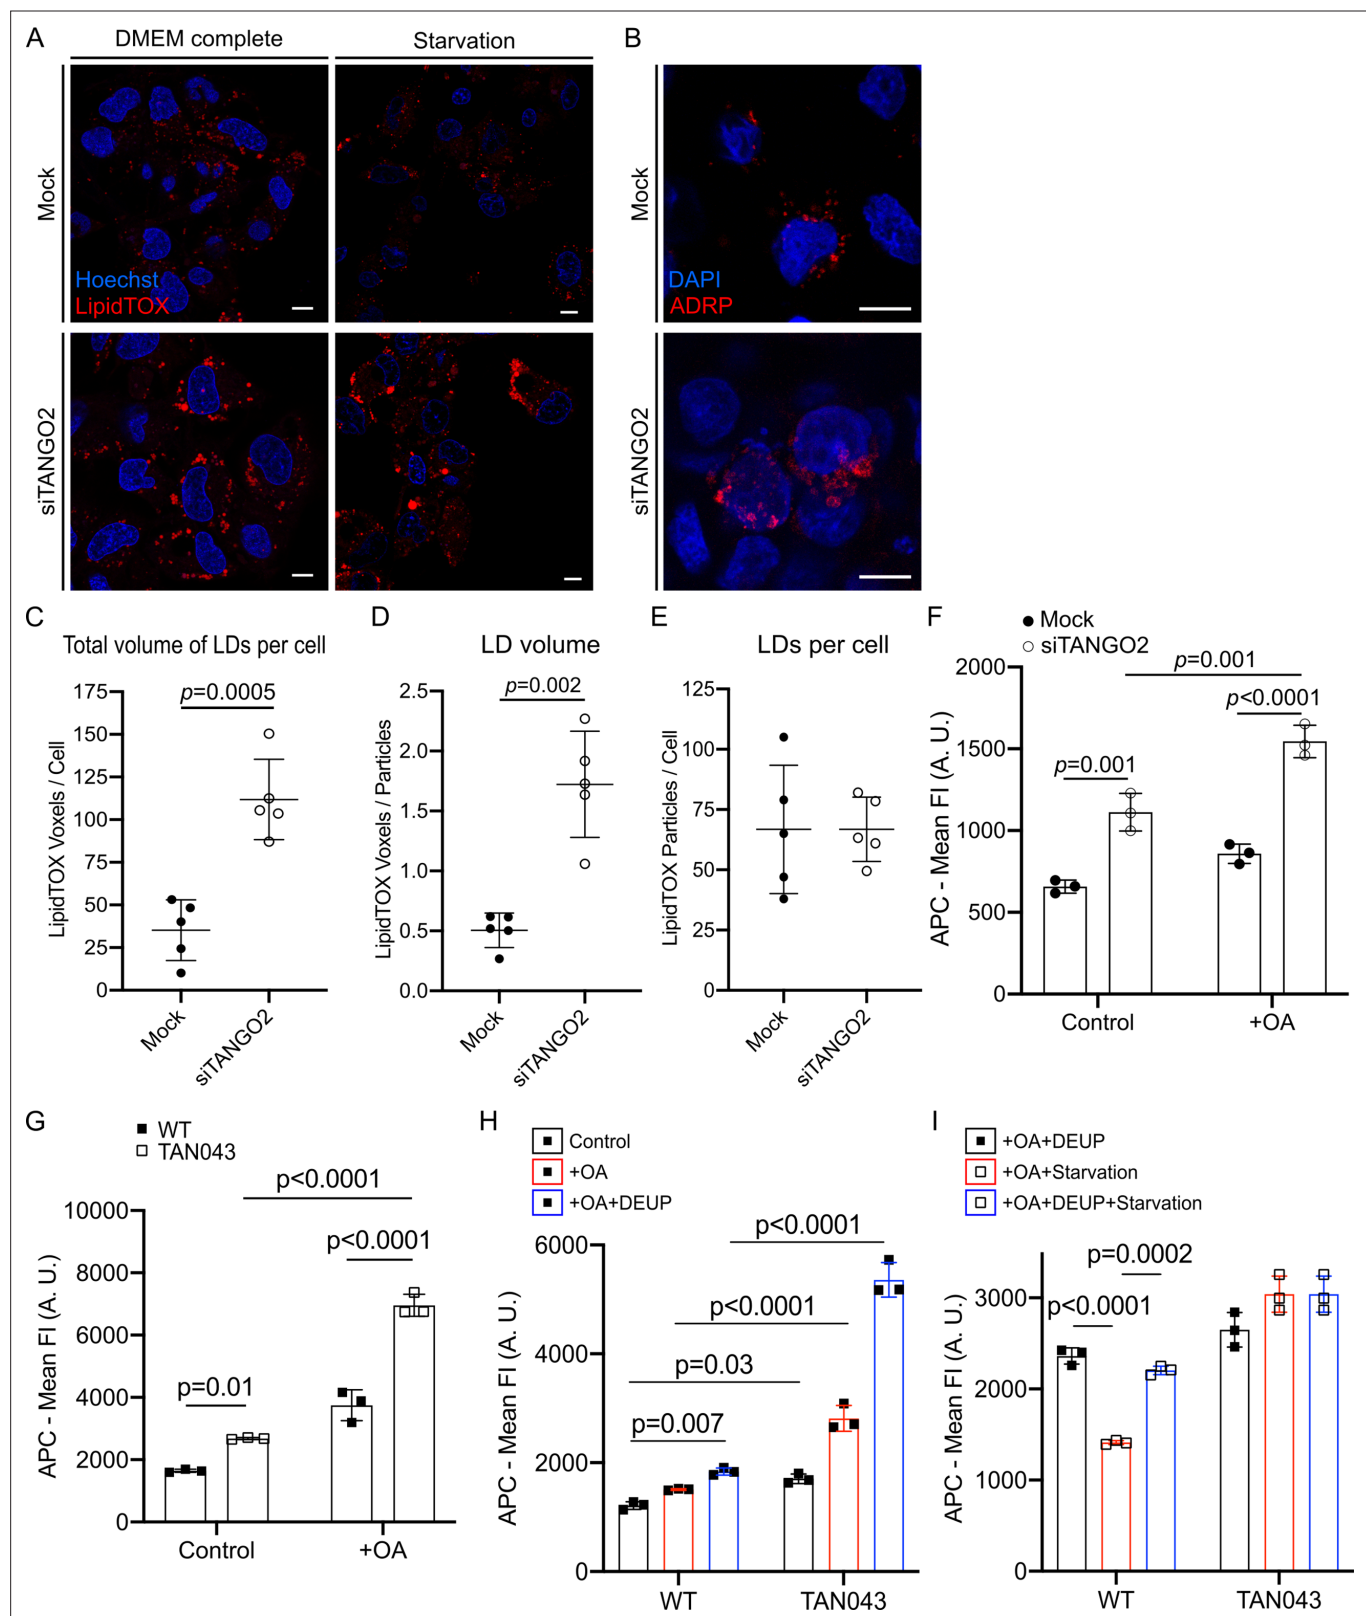 A
DMEM complete
Starvation
B
Mock
Mock
Hoechst
LipidTOX
DAPI
ADRP
siTANGO2
siTANGO2
C
Total volume of LDs per cell
LipidTOX Voxels / Cell
175
150
125
100
75
50
25
0
p=0.0005
Mock
siTANGO2
D
LD volume
LipidTOX Voxels / Particles
2.5
2.0
1.5
1.0
0.5
0.0
p=0.002
Mock
siTANGO2
E
LDs per cell
LipidTOX Particles / Cell
125
100
75
50
25
0
Mock
siTANGO2
F
Mock
siTANGO2
APC - Mean FI (A. U.)
2000
1500
1000
500
0
p=0.001
p<0.0001
p=0.001
Control
+OA
G
WT
TAN043
APC - Mean FI (A. U.)
10000
8000
6000
4000
2000
0
p<0.0001
p<0.0001
p=0.01
Control
+OA
H
Control
+OA
+OA+DEUP
APC - Mean FI (A. U.)
6000
4000
2000
0
p<0.0001
p<0.0001
p=0.03
p=0.007
WT
TAN043
I
+OA+DEUP
+OA+Starvation
+OA+DEUP+Starvation
APC - Mean FI (A. U.)
3000
2000
1000
0
p=0.0002
p<0.0001
WT
TAN043